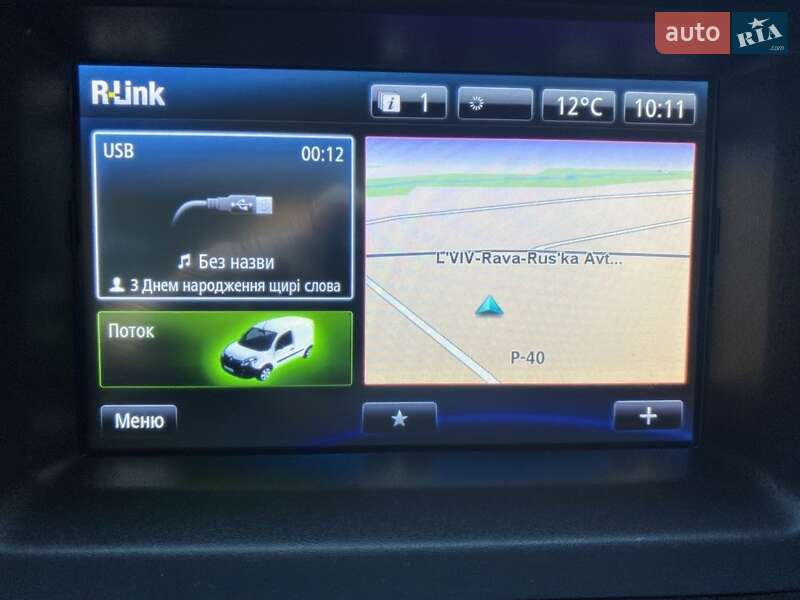 auto RIA.com
R-Link
1
12°C
10:11
USB
00:12
Без назви
З Днем народження щирі слова
Поток
Меню
L'VIV-Rava-Rus'ka Avt...
P-40